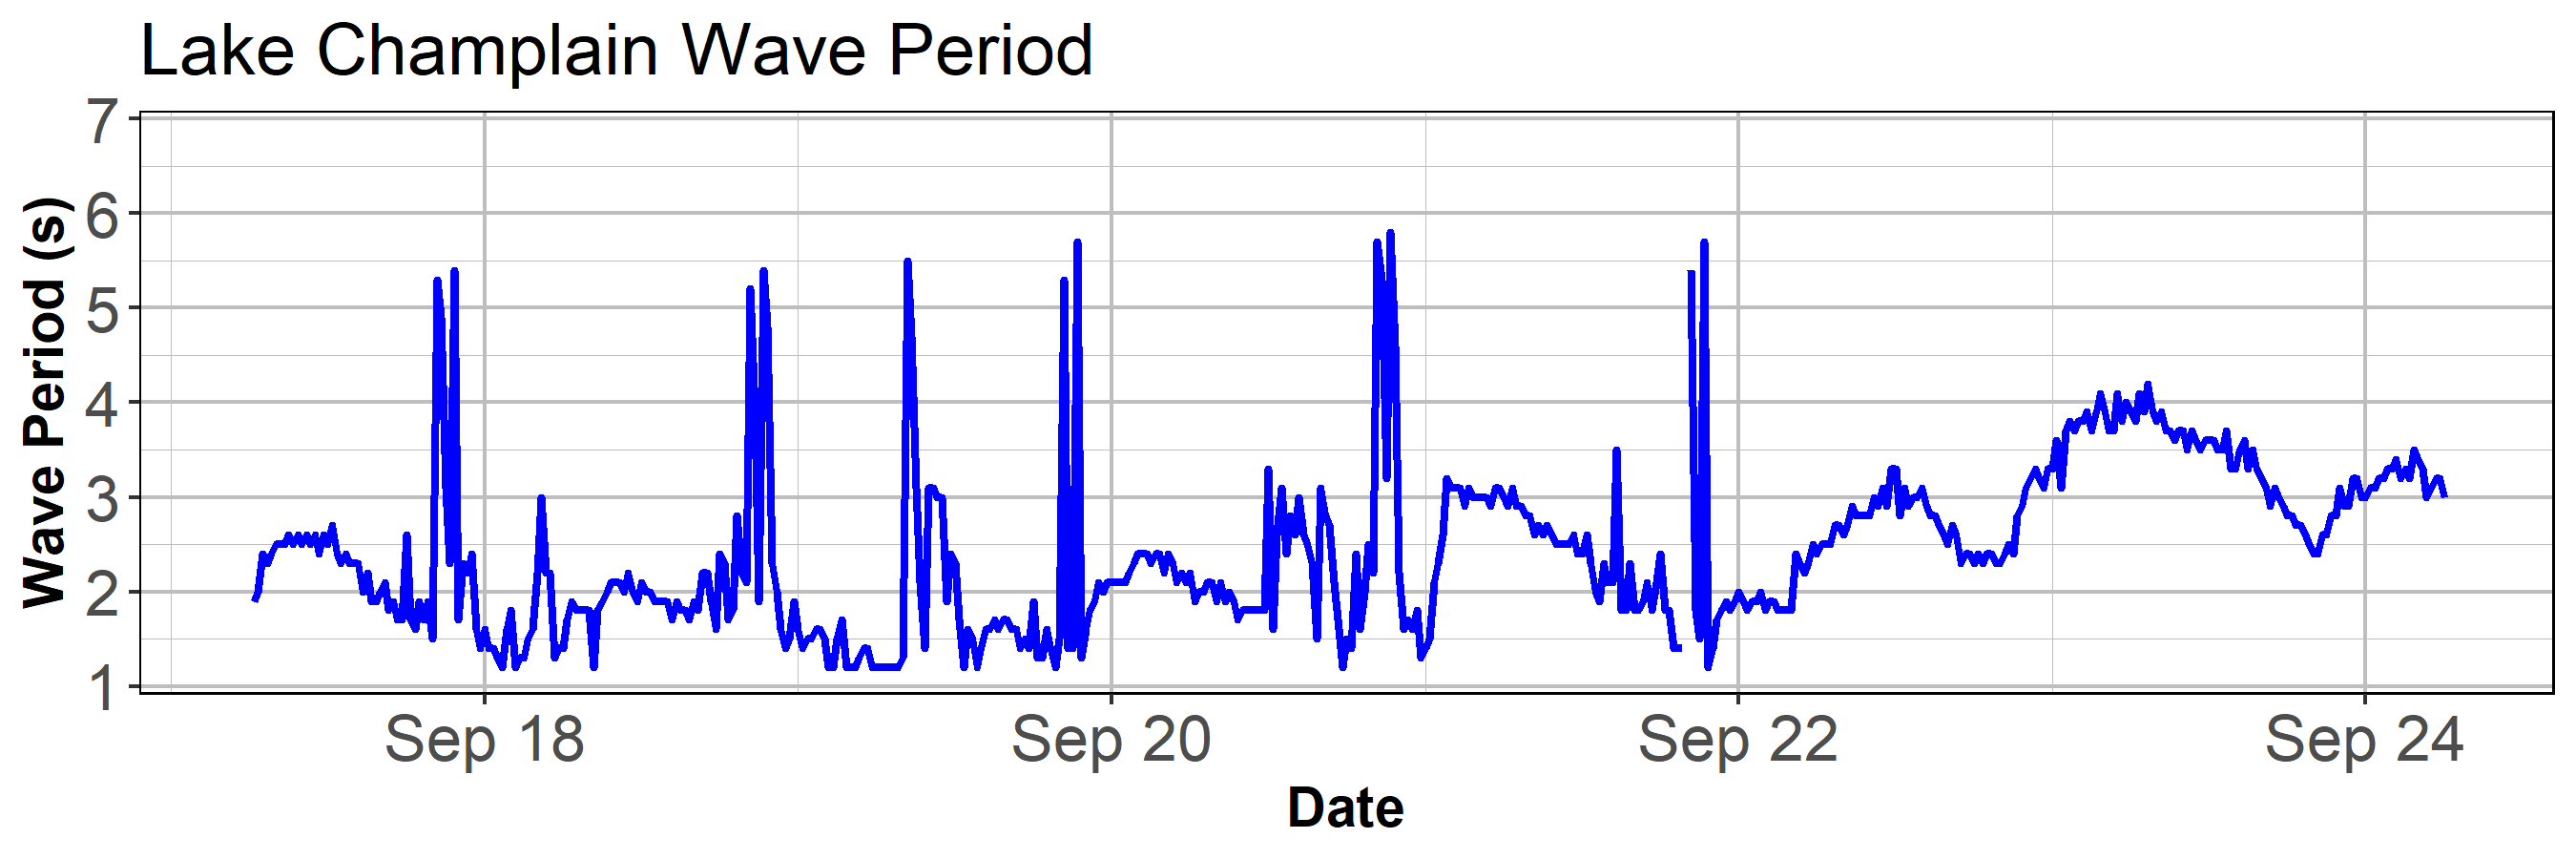 Lake Champlain Wave Period
Wave Period (s)
7
6
5
4
3
2
1
Sep 18
Sep 20
Sep 22
Sep 24
Date